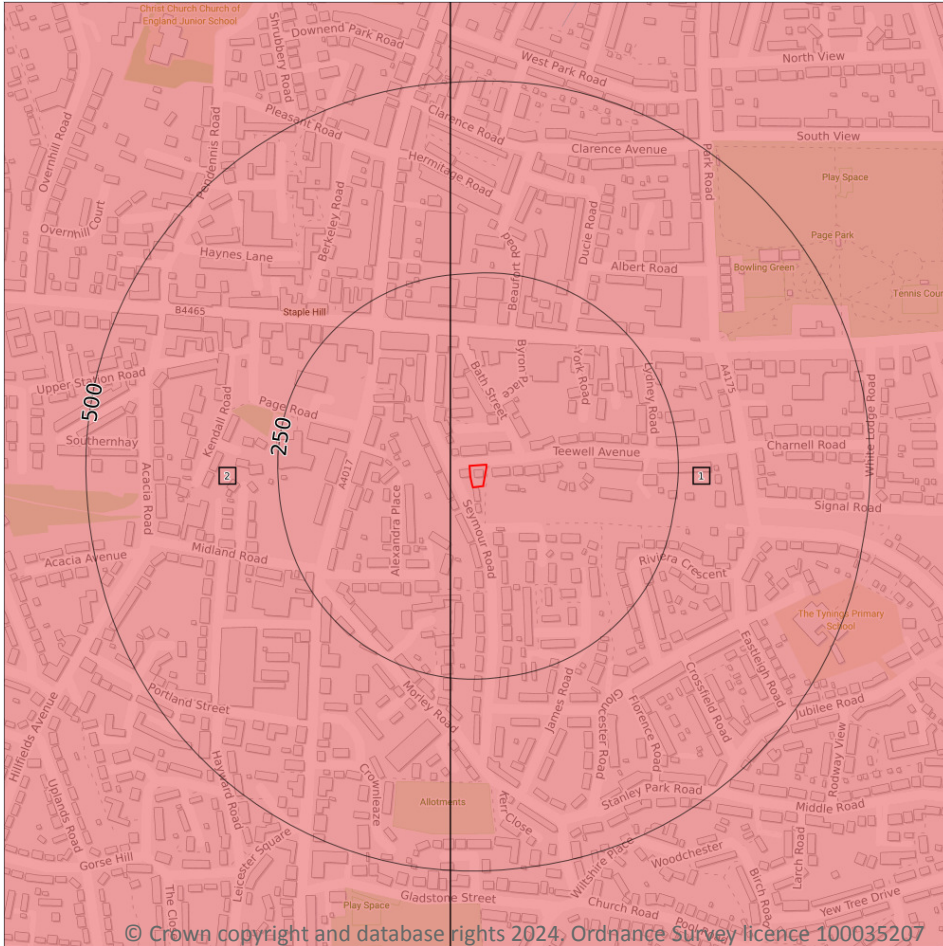 Christ Church Church of
England Junior School
Shrubbery Road
Downend Park Road
West Park Road
North View
Overnhill Road
Pendennis Road
Pleasant Road
Clarence Road
Clarence Avenue
South View
Park Road
Play Space
Hermitage Road
Berkeley Road
Overnhill Court
Ducie Road
Page Park
Haynes Lane
Beaufort Road
Albert Road
Bowling Green
Tennis Cour
B4465
Staple Hill
Upper Station Road
500
Kendall Road
Page Road
250
Bath Street
Byron Place
York Road
Lydney Road
A4175
White Lodge Road
Southernhay
Teewell Avenue
Charnell Road
Acacia Road
2
A4017
Alexandra Place
1
Signal Road
Seymour Road
Acacia Avenue
Midland Road
Riviera Crescent
The Tynings Primary
School
Eastleigh Road
Crossfield Road
Portland Street
Morley Road
James Road
Gloucester Road
Florence Road
Jubilee Road
Hillfields Avenue
Rodway View
Hayward Road
Crownleaze
Allotments
Kerr Close
Stanley Park Road
Middle Road
Uplands Road
Leicester Square
Gorse Hill
Wiltshire Place
Woodchester
Larch Road
The Clo
Play Space
Gladstone Street
Church Road
Birch Roa
Yew Tree Drive
© Crown copyright and database rights 2024. Ordnance Survey licence 100035207